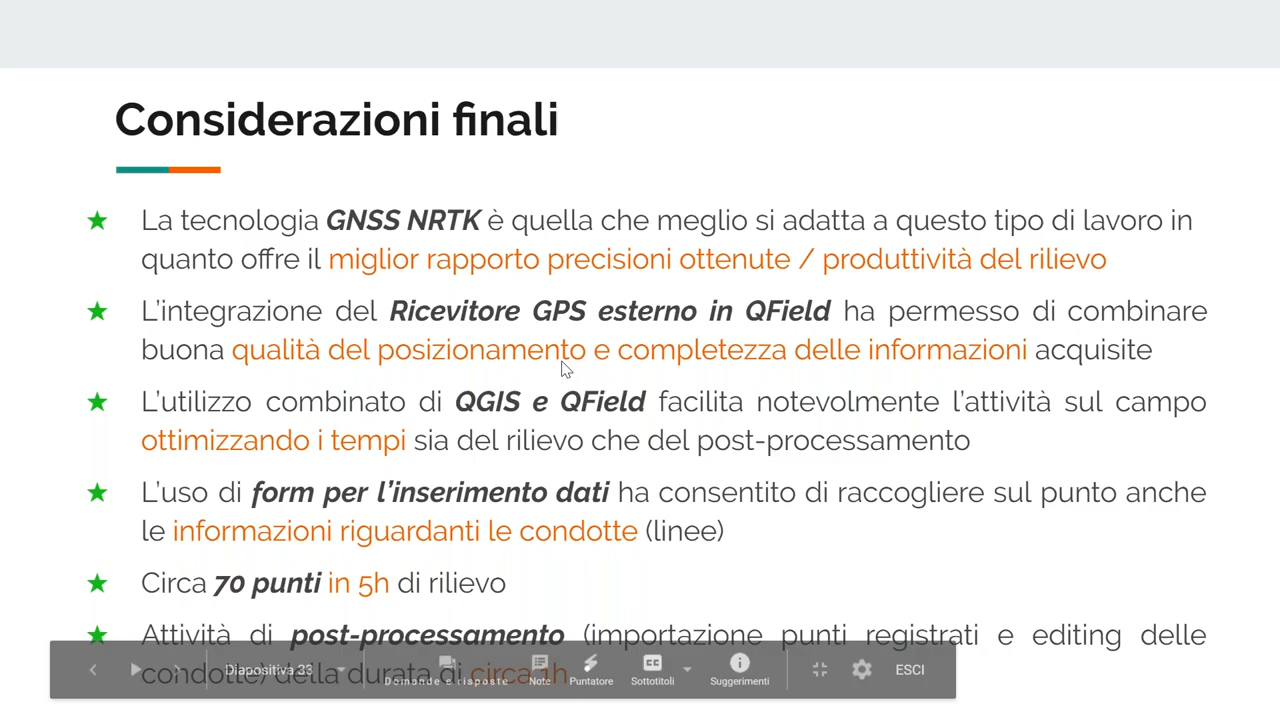 Considerazioni finali
★ La tecnologia GNSS NRTK è quella che meglio si adatta a questo tipo di lavoro in
quanto offre il miglior rapporto precisioni ottenute / produttività del rilievo
★ L'integrazione del Ricevitore GPS esterno in QField ha permesso di combinare
buona qualità del posizionamento e completezza delle informazioni acquisite
★ L'utilizzo combinato di QGIS e QField facilita notevolmente l'attività sul campo
ottimizzando i tempi sia del rilievo che del post-processamento
★ L'uso di form per l'inserimento dati ha consentito di raccogliere sul punto anche
le informazioni riguardanti le condotte (linee)
★ Circa 70 punti in 5h di rilievo
★ Attività di post-processamento (importazione punti registrati e editing delle
condotte) della durata di circa 1h
Diapositiva 33
Domande e risposte
Note
Puntatore
Sottotitoli
Suggerimenti
ESCI